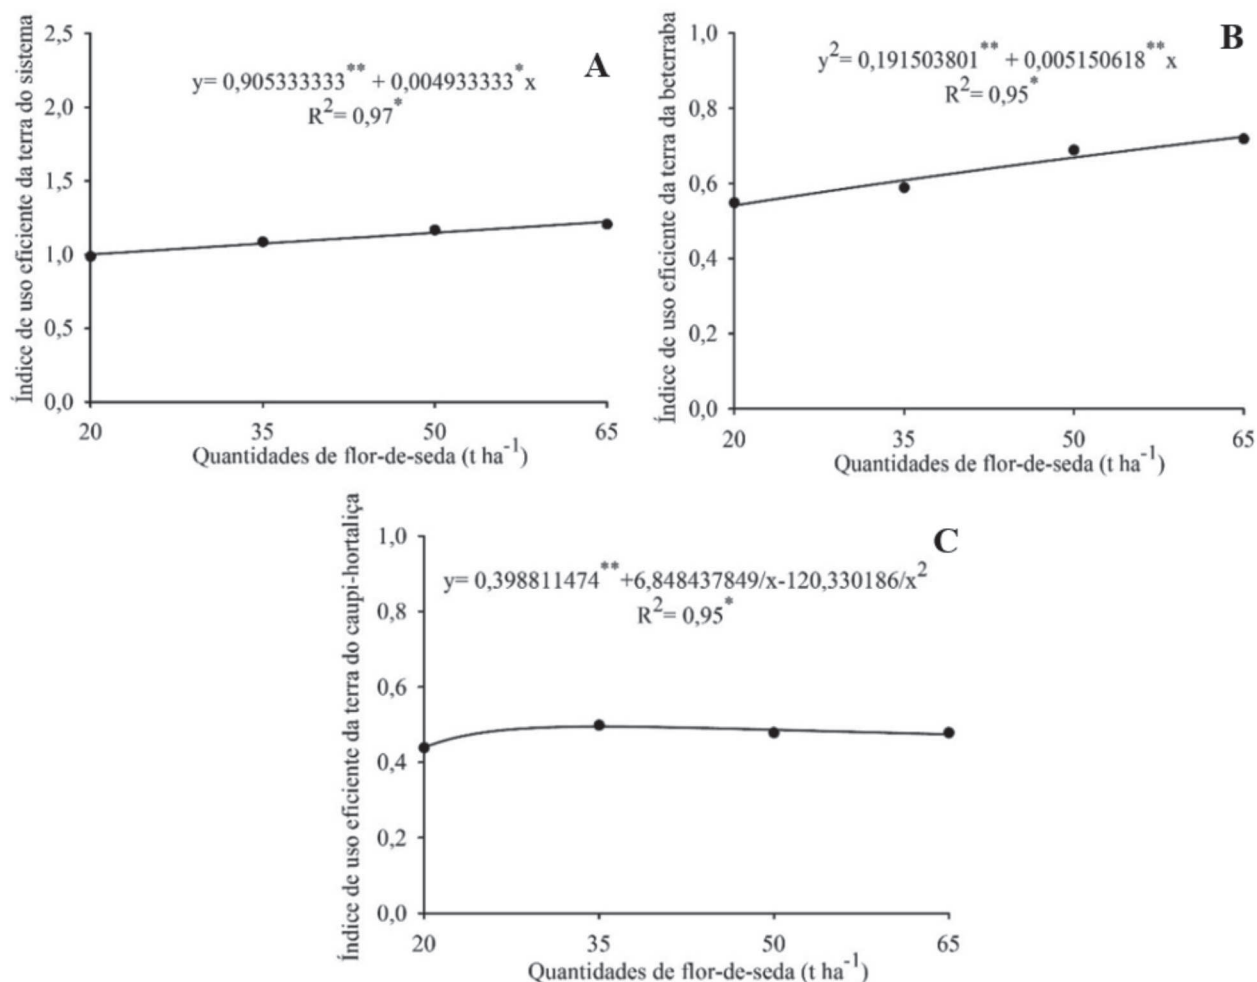 A
Índice de uso eficiente da terra do sistema
y= 0,905333333** + 0,004933333*x
R²= 0,97*
2,5
2,0
1,5
1,0
0,5
0,0
20 35 50 65
Quantidades de flor-de-seda (t ha⁻¹)
B
Índice de uso eficiente da terra da beterraba
y²= 0,191503801** + 0,005150618**x
R²= 0,95*
1,0
0,8
0,6
0,4
0,2
0,0
20 35 50 65
Quantidades de flor-de-seda (t ha⁻¹)
C
Índice de uso eficiente da terra do caupi-hortaliça
y= 0,398811474**+6,848437849/x-120,330186/x²
R²= 0,95*
1,0
0,8
0,6
0,4
0,2
0,0
20 35 50 65
Quantidades de flor-de-seda (t ha⁻¹)